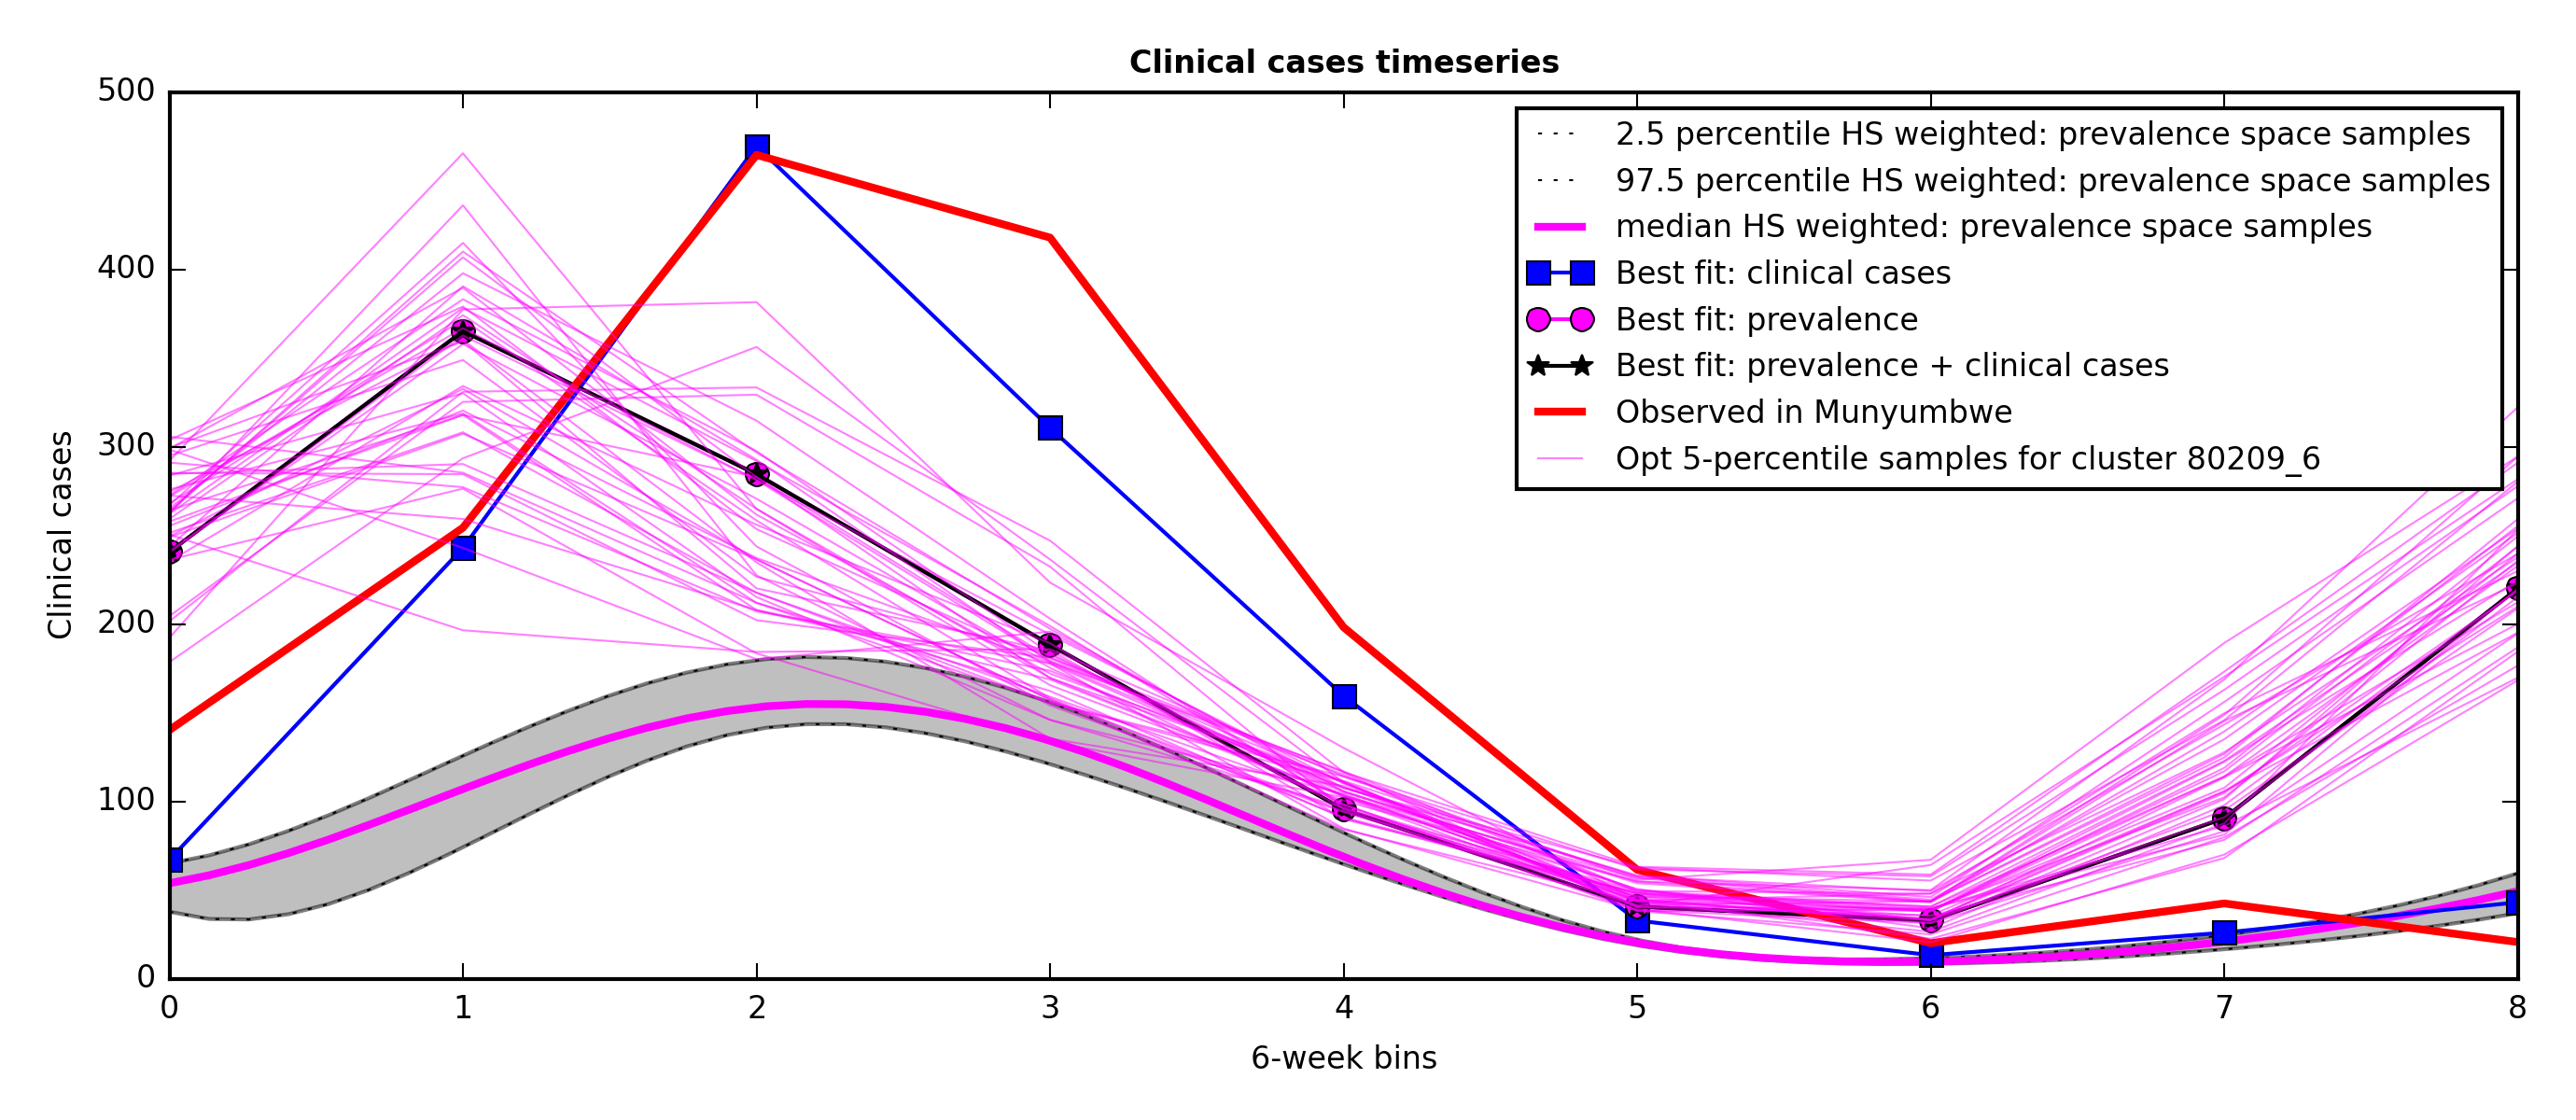 Clinical cases timeseries
500
400
300
200
100
0
Clinical cases
2.5 percentile HS weighted: prevalence space samples
97.5 percentile HS weighted: prevalence space samples
median HS weighted: prevalence space samples
Best fit: clinical cases
Best fit: prevalence
Best fit: prevalence + clinical cases
Observed in Munyumbwe
Opt 5-percentile samples for cluster 80209_6
0 1 2 3 4 5 6 7 8
6-week bins